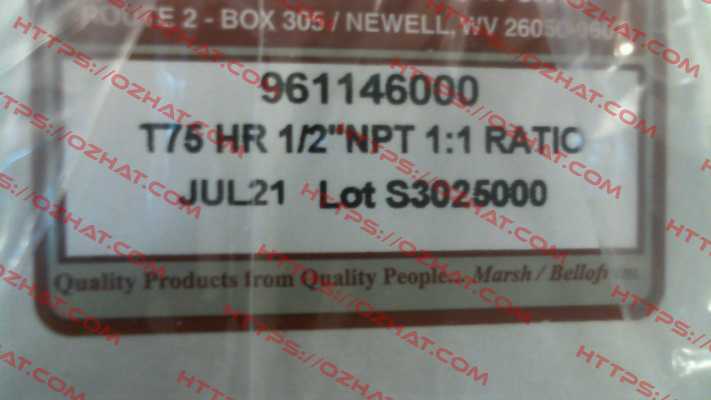 ROUTE 2 - BOX 305 / NEWELL, WV 26050
961146000
T75 HR 1/2"NPT 1:1 RATIO
JUL21 Lot S3025000
Quality Products from Quality People... Marsh / Bellofram
HTTPS://OZHAT.COM